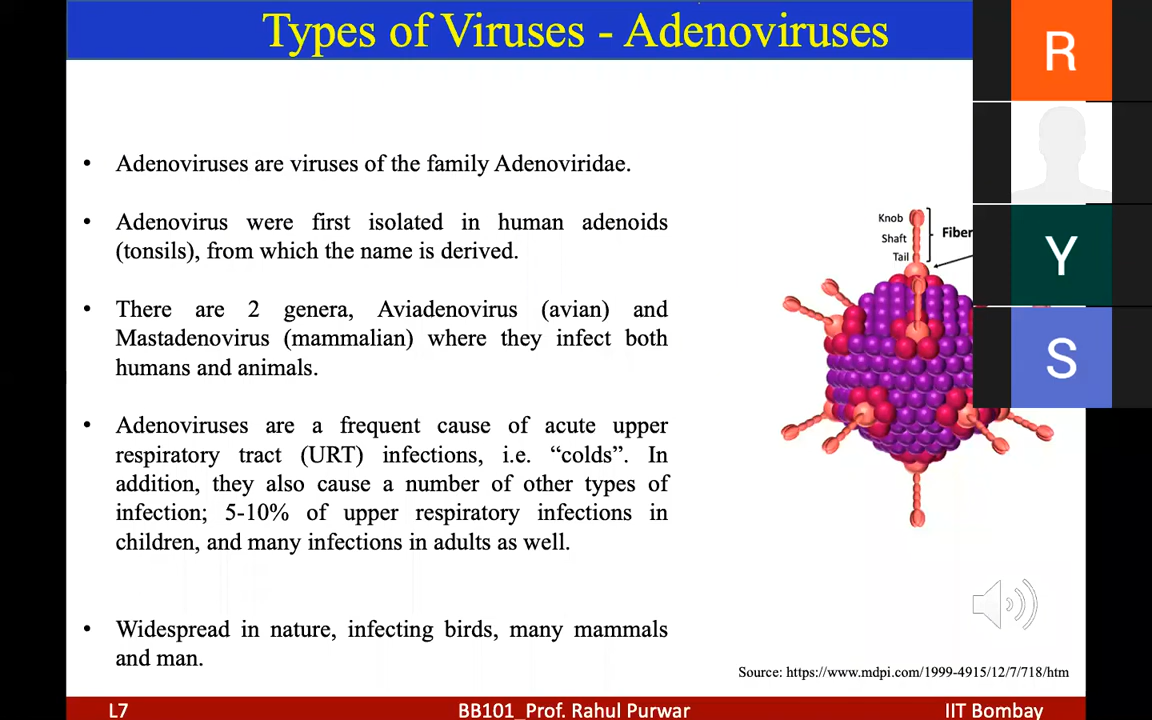 Types of Viruses - Adenoviruses
R
• Adenoviruses are viruses of the family Adenoviridae.
• Adenovirus were first isolated in human adenoids
(tonsils), from which the name is derived.
Knob
Shaft
Tail
Fiber
Y
• There are 2 genera, Aviadenovirus (avian) and
Mastadenovirus (mammalian) where they infect both
humans and animals.
S
• Adenoviruses are a frequent cause of acute upper
respiratory tract (URT) infections, i.e. “colds”. In
addition, they also cause a number of other types of
infection; 5-10% of upper respiratory infections in
children, and many infections in adults as well.
• Widespread in nature, infecting birds, many mammals
and man.
Source: https://www.mdpi.com/1999-4915/12/7/718/htm
L7
BB101_Prof. Rahul Purwar
IIT Bombay